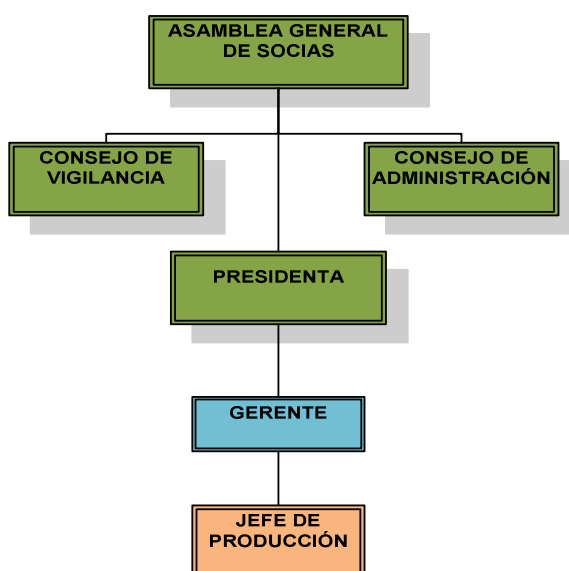 ASAMBLEA GENERAL
DE SOCIAS
CONSEJO DE
VIGILANCIA
CONSEJO DE
ADMINISTRACIÓN
PRESIDENTA
GERENTE
JEFE DE
PRODUCCIÓN